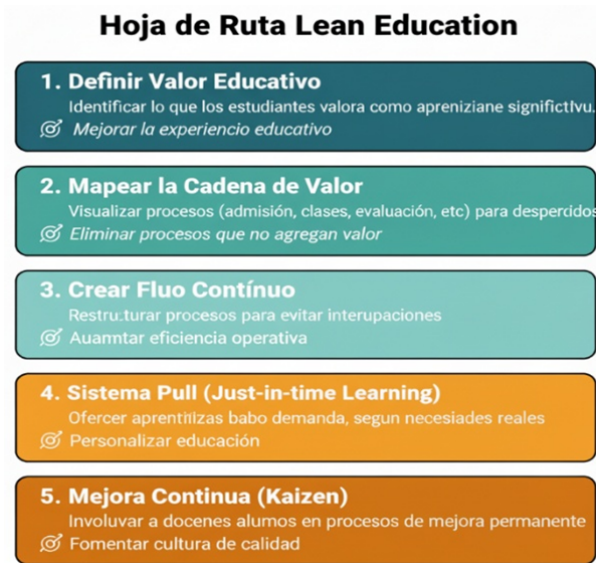 Hoja de Ruta Lean Education
1. Definir Valor Educativo
Identificar lo que los estudiantes valora como apreniziane significtIvu.
Mejorar la experiencio educativo
2. Mapear la Cadena de Valor
Visualizar procesos (admisión, clases, evaluación, etc) para despercidos
Eliminar procesos que no agregan valor
3. Crear Fluo Contínuo
Restru.:turar procesos para evitar interupaciones
Auamtar eficiencia operativa
4. Sistema Pull (Just-in-time Learning)
Ofercer aprentiIizas babo demanda, segun necesiades reales
Personalizar educación
5. Mejora Continua (Kaizen)
Involuvar a docenes alumos en procesos de mejora permanente
Fomentar cultura de calidad